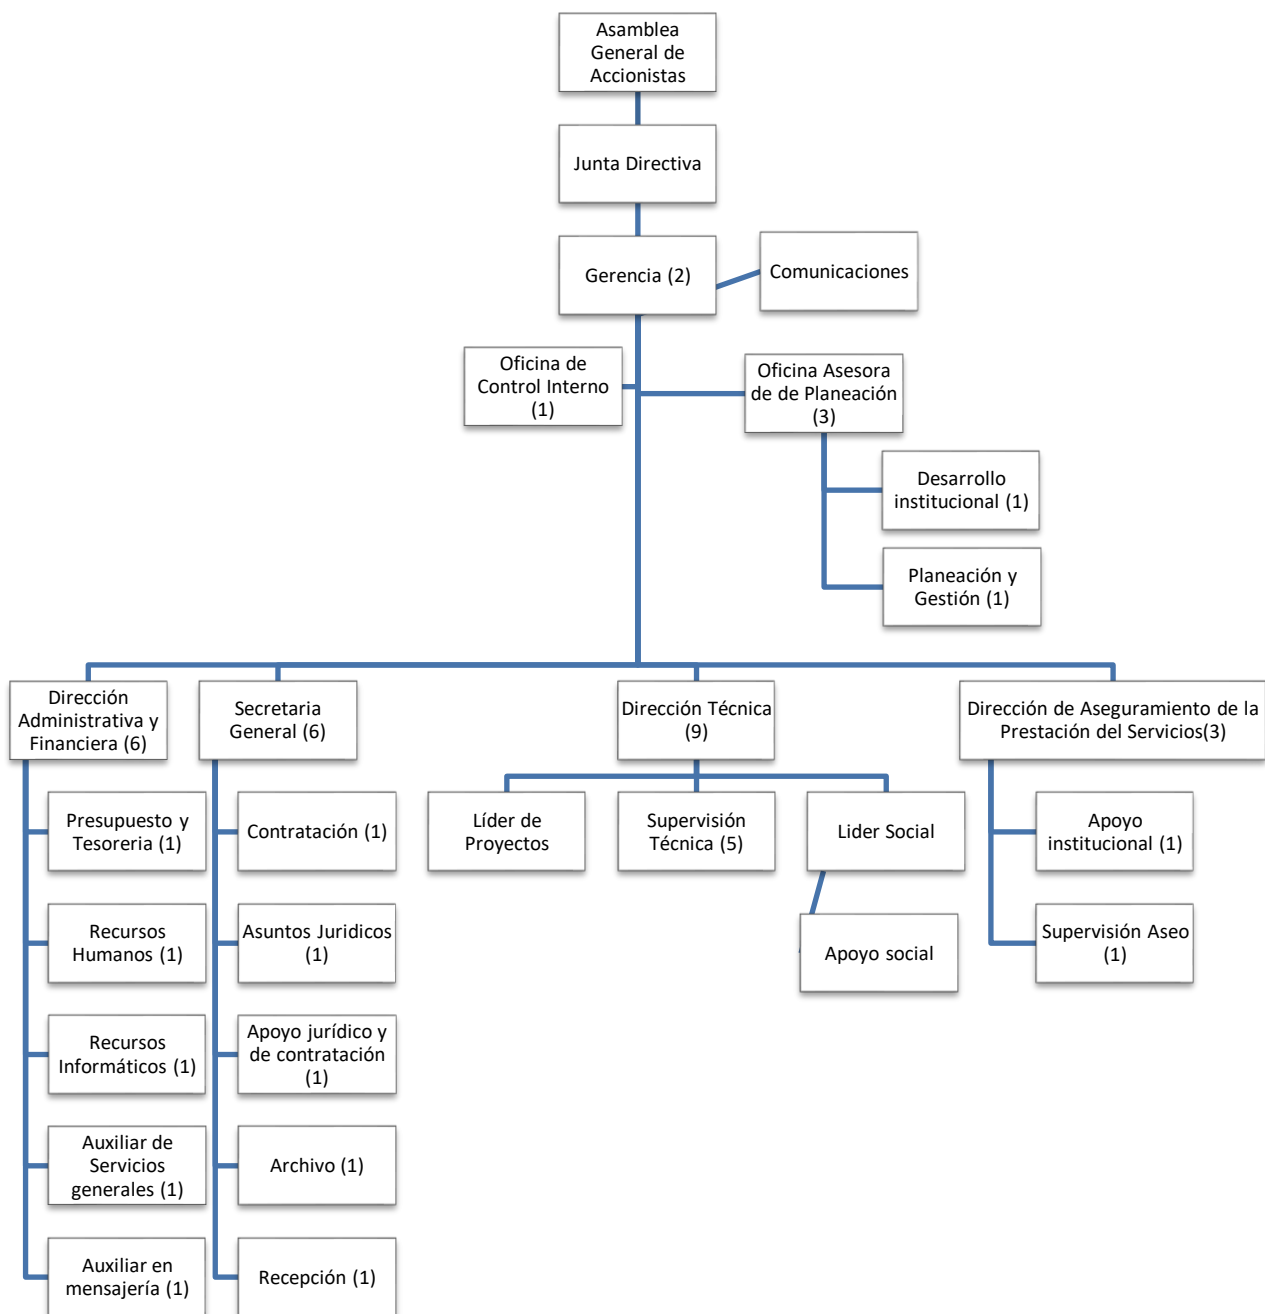 Asamblea
General de
Accionistas
Junta Directiva
Gerencia (2)
Comunicaciones
Oficina de
Control Interno
(1)
Oficina Asesora
de de Planeación
(3)
Desarrollo
institucional (1)
Planeación y
Gestión (1)
Dirección
Administrativa y
Financiera (6)
Secretaria
General (6)
Dirección Técnica
(9)
Dirección de Aseguramiento de la
Prestación del Servicios(3)
Presupuesto y
Tesoreria (1)
Recursos
Humanos (1)
Recursos
Informáticos (1)
Auxiliar de
Servicios
generales (1)
Auxiliar en
mensajería (1)
Contratación (1)
Asuntos Juridicos
(1)
Apoyo jurídico y
de contratación
(1)
Archivo (1)
Recepción (1)
Líder de
Proyectos
Supervisión
Técnica (5)
Lider Social
Apoyo social
Apoyo
institucional (1)
Supervisión Aseo
(1)